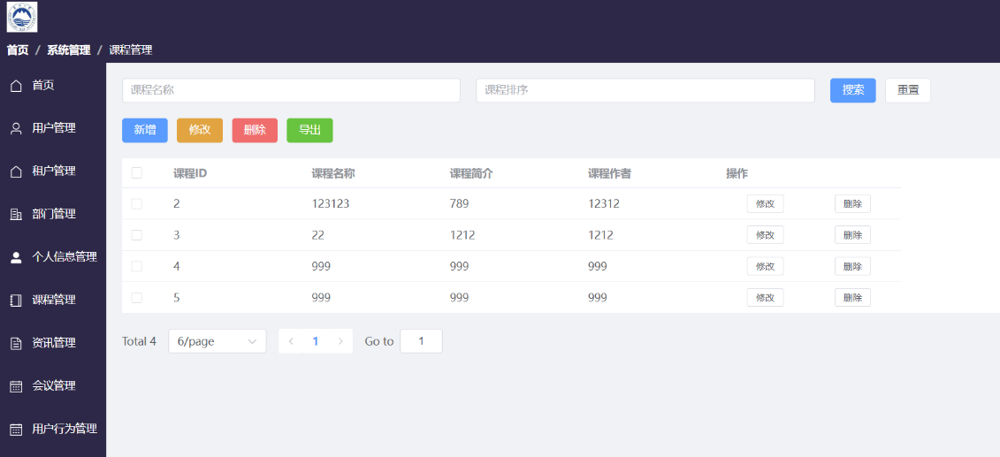 首页 / 系统管理 / 课程管理
首页
用户管理
租户管理
部门管理
个人信息管理
课程管理
资讯管理
会议管理
用户行为管理
课程名称 课程排序 搜索 重置
新增 修改 删除 导出
课程ID 课程名称 课程简介 课程作者 操作
2 123123 789 12312 修改 删除
3 22 1212 1212 修改 删除
4 999 999 999 修改 删除
5 999 999 999 修改 删除
Total 4 6/page 1 Go to 1